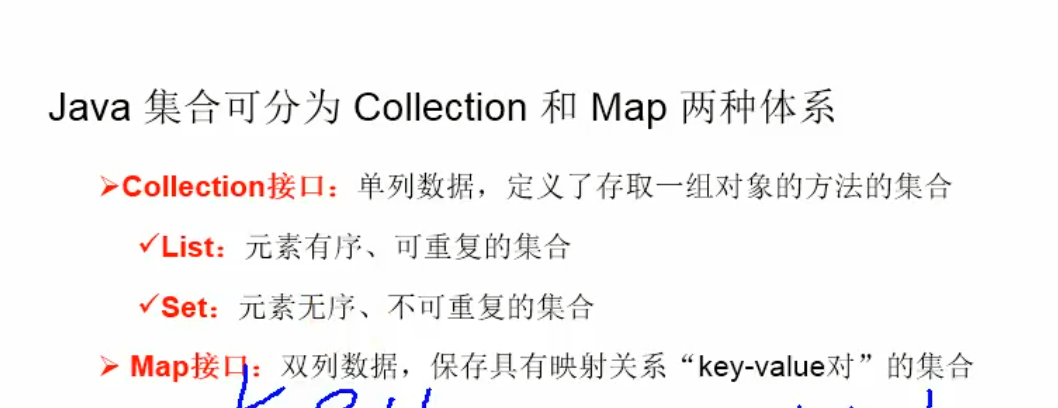 Java 集合可分为 Collection 和 Map 两种体系
➢Collection接口：单列数据，定义了存取一组对象的方法的集合
✓List：元素有序、可重复的集合
✓Set：元素无序、不可重复的集合
➢ Map接口：双列数据，保存具有映射关系“key-value对”的集合